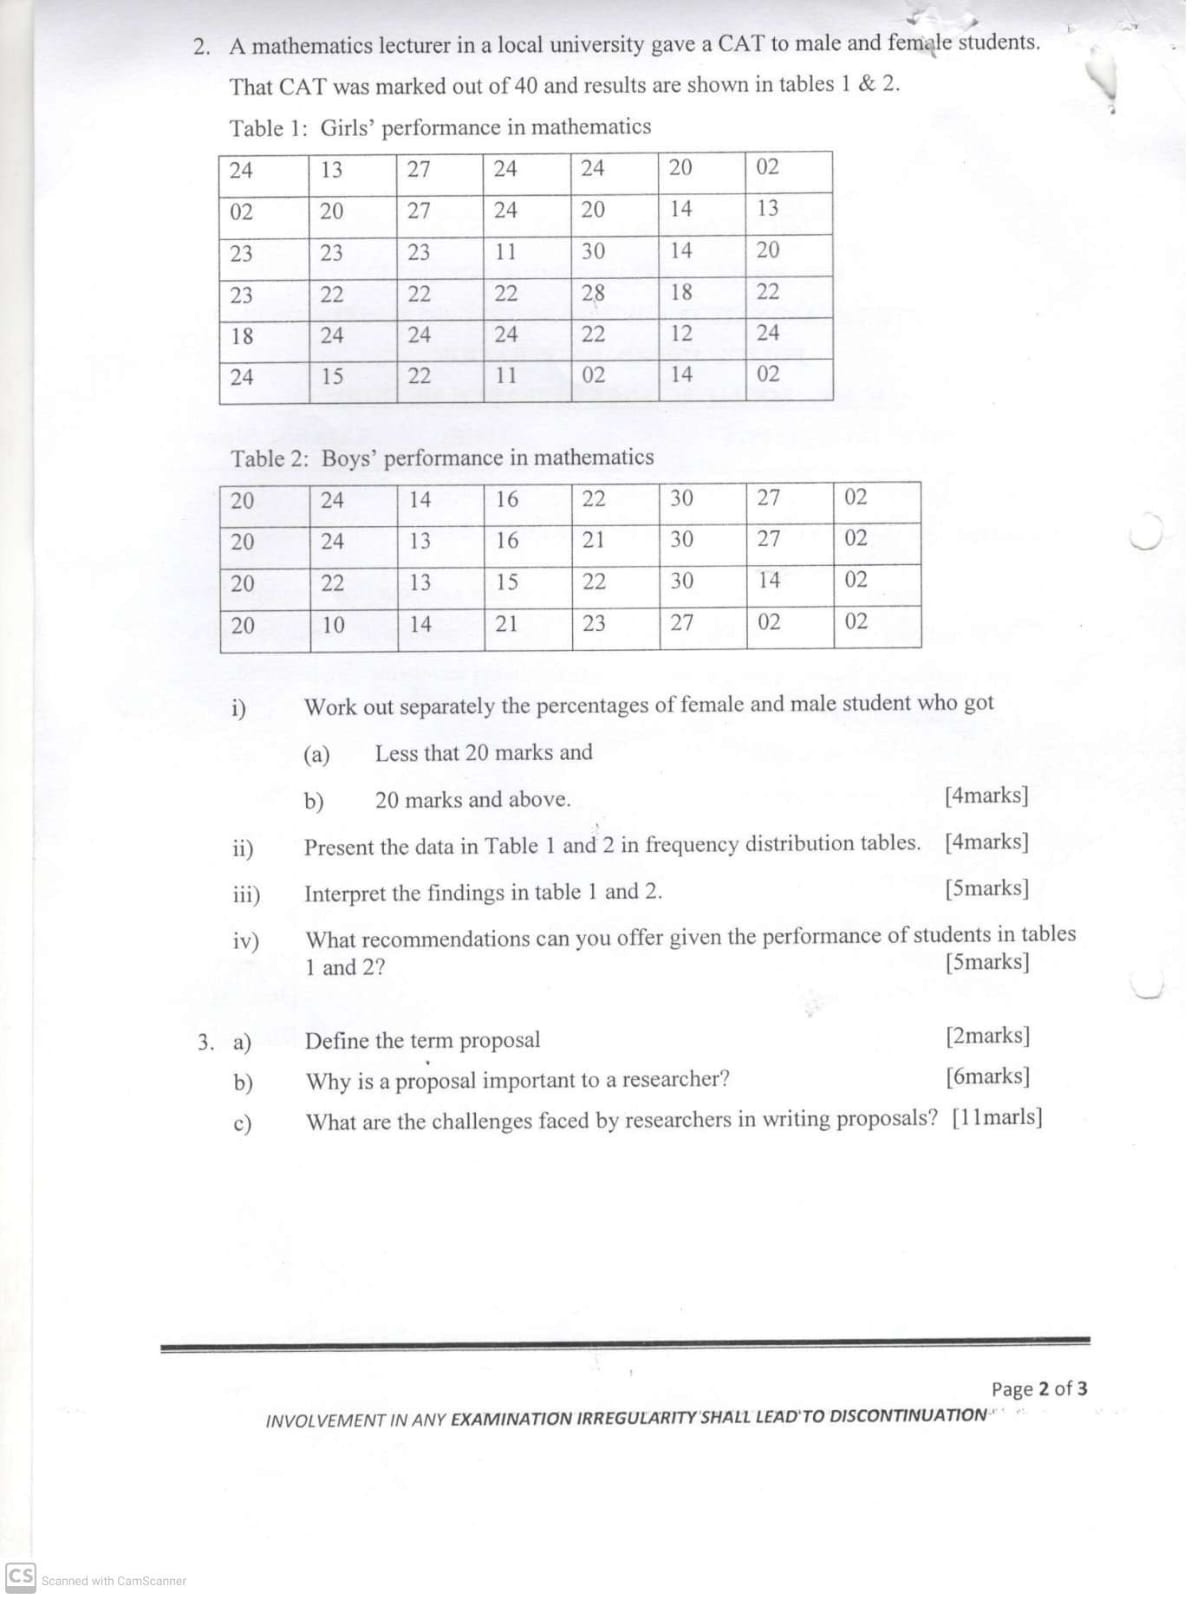 2. A mathematics lecturer in a local university gave a CAT to male and female students.
That CAT was marked out of 40 and results are shown in tables 1 & 2.
Table 1: Girls' performance in mathematics
24 13 27 24 24 20 02
02 20 27 24 20 14 13
23 23 23 11 30 14 20
23 22 22 22 28 18 22
18 24 24 24 22 12 24
24 15 22 11 02 14 02
Table 2: Boys' performance in mathematics
20 24 14 16 22 30 27 02
20 24 13 16 21 30 27 02
20 22 13 15 22 30 14 02
20 10 14 21 23 27 02 02
i) Work out separately the percentages of female and male student who got
(a) Less that 20 marks and
b) 20 marks and above. [4marks]
ii) Present the data in Table 1 and 2 in frequency distribution tables. [4marks]
iii) Interpret the findings in table 1 and 2. [5marks]
iv) What recommendations can you offer given the performance of students in tables
1 and 2? [5marks]
3. a) Define the term proposal [2marks]
b) Why is a proposal important to a researcher? [6marks]
c) What are the challenges faced by researchers in writing proposals? [11marls]
Page 2 of 3
INVOLVEMENT IN ANY EXAMINATION IRREGULARITY SHALL LEAD TO DISCONTINUATION
CS Scanned with CamScanner